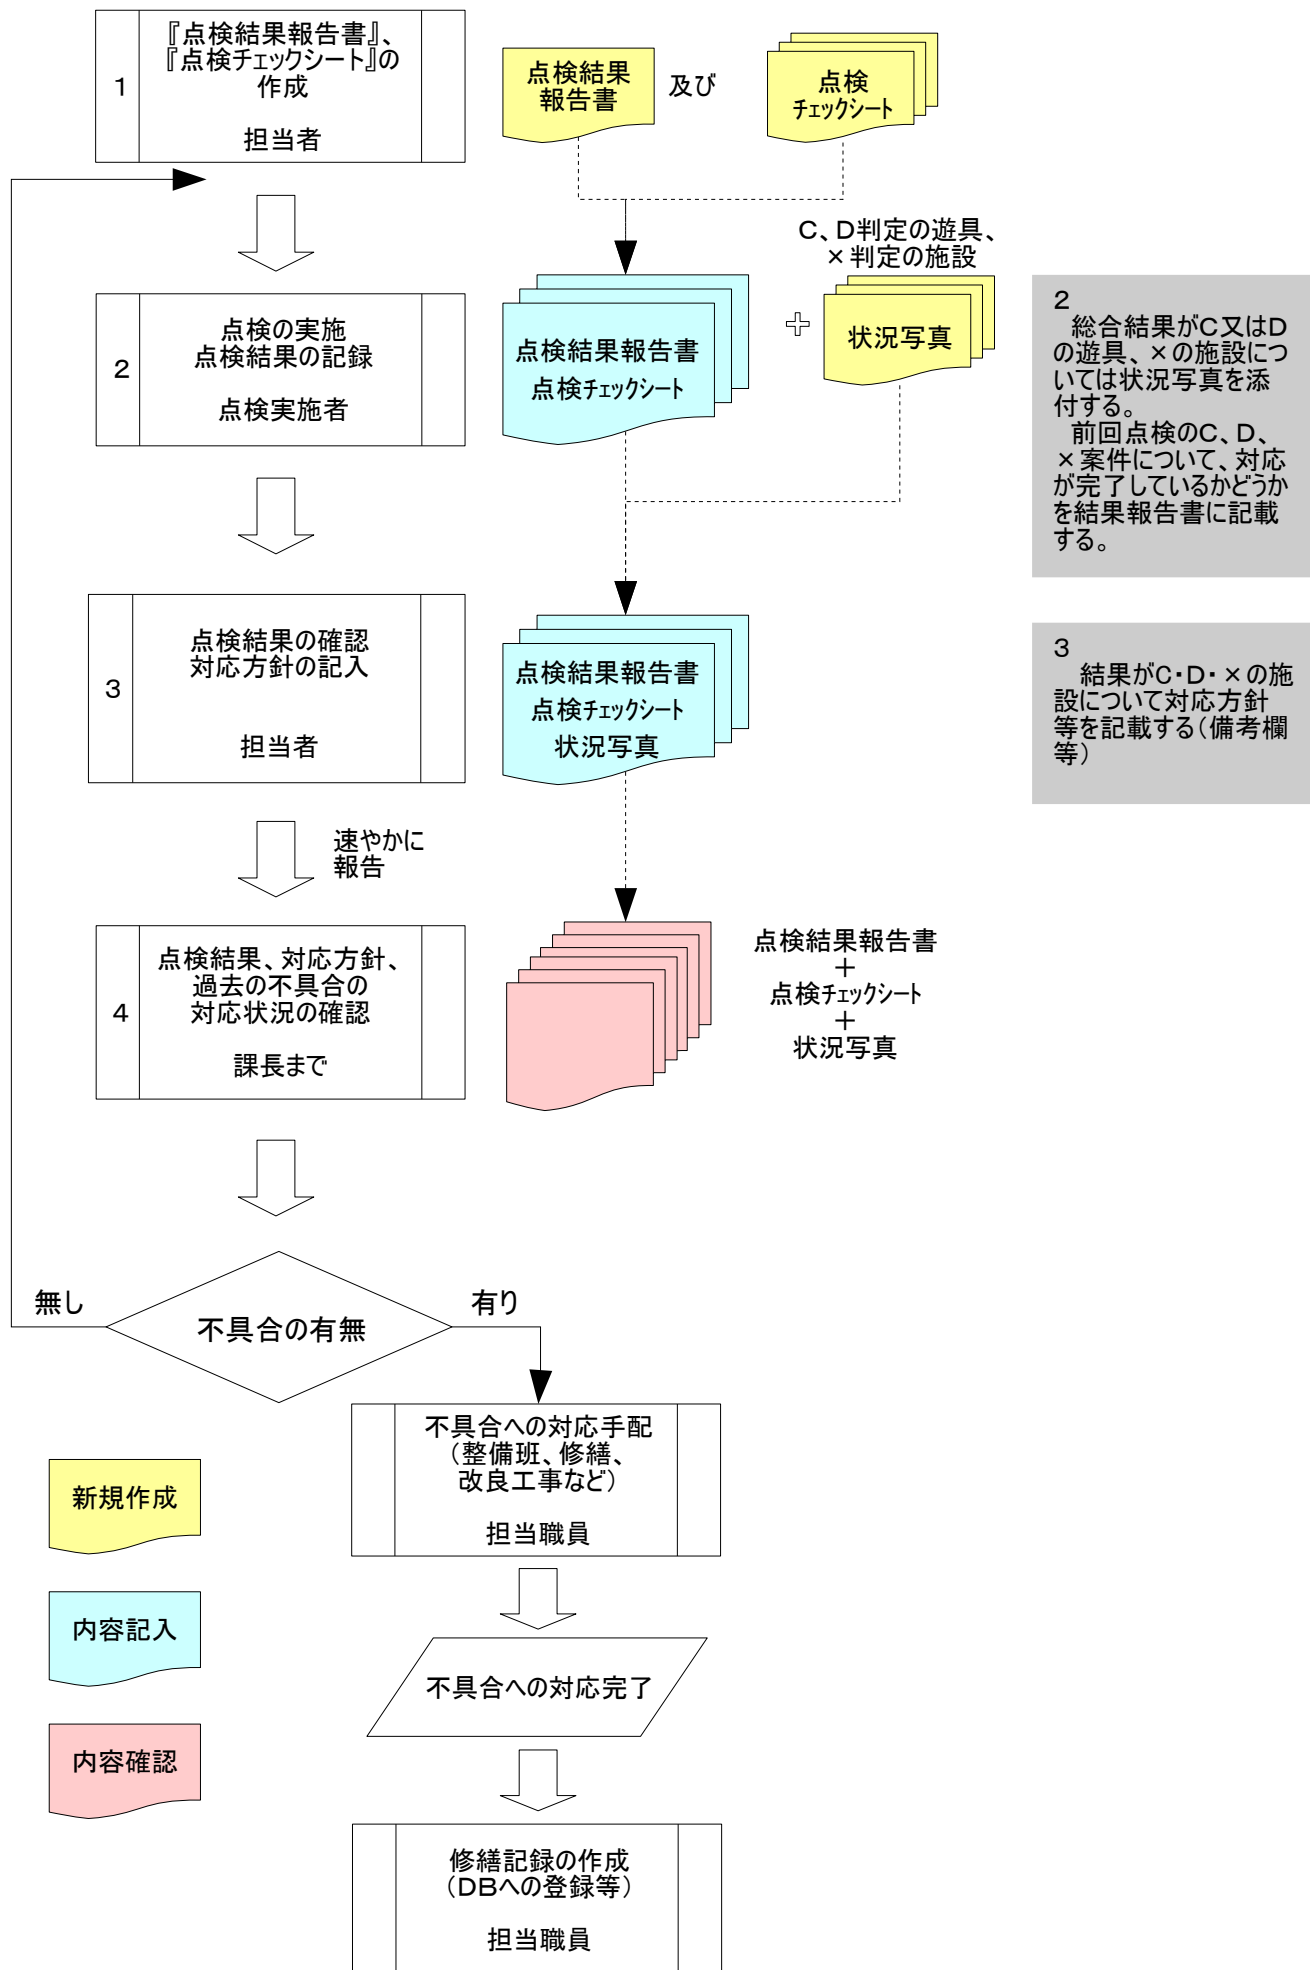 1
『点検結果報告書』、
『点検チェックシート』の
作成
担当者
点検結果
報告書
及び
点検
チェックシート
C、D判定の遊具、
×判定の施設
2
点検の実施
点検結果の記録
点検実施者
点検結果報告書
点検チェックシート
状況写真
2
総合結果がC又はD
の遊具、×の施設につ
いては状況写真を添
付する。
前回点検のC、D、
×案件について、対応
が完了しているかどうか
を結果報告書に記載
する。
3
点検結果の確認
対応方針の記入
担当者
点検結果報告書
点検チェックシート
状況写真
3
結果がC・D・×の施
設について対応方針
等を記載する（備考欄
等）
速やかに
報告
4
点検結果、対応方針、
過去の不具合の
対応状況の確認
課長まで
点検結果報告書
＋
点検チェックシート
＋
状況写真
無し
不具合の有無
有り
不具合への対応手配
（整備班、修繕、
改良工事など）
担当職員
新規作成
内容記入
内容確認
不具合への対応完了
修繕記録の作成
（DBへの登録等）
担当職員